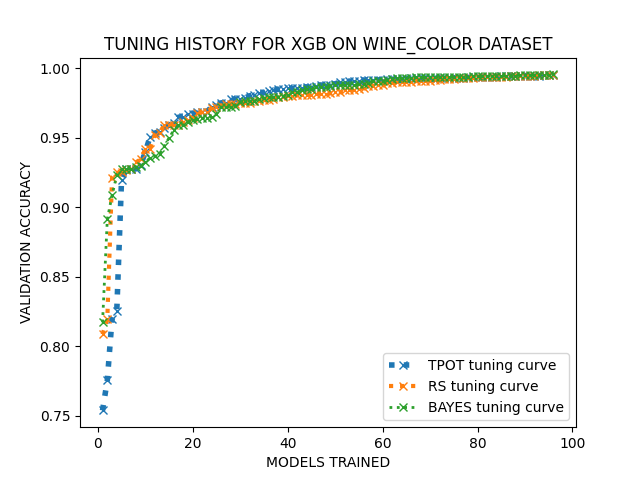 TUNING HISTORY FOR XGB ON WINE_COLOR DATASET
VALIDATION ACCURACY
1.00
0.95
0.90
0.85
0.80
0.75
TPOT tuning curve
RS tuning curve
BAYES tuning curve
0 20 40 60 80 100
MODELS TRAINED